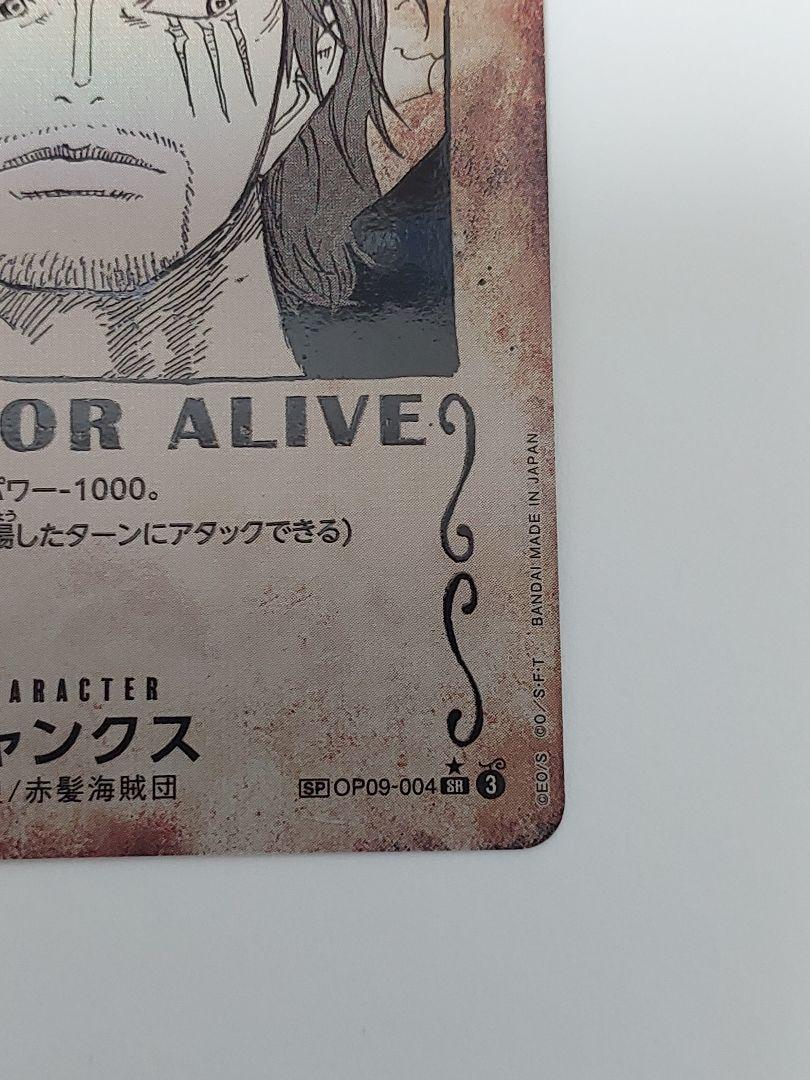 OR ALIVE
パワー-1000。
場したターンにアタックできる)
よう
ARACTER
ャンクス
/赤髪海賊団
SP OP09-004 SR 3
©EO/S ©O/S・F・T BANDAI MADE IN JAPAN